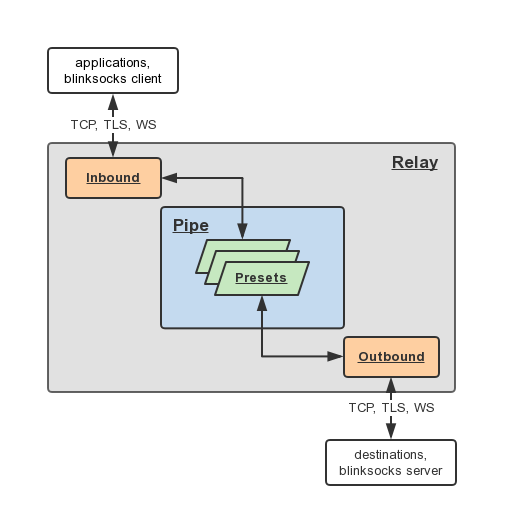 applications,
blinksocks client
TCP, TLS, WS
Relay
Inbound
Pipe
Presets
Outbound
TCP, TLS, WS
destinations,
blinksocks server